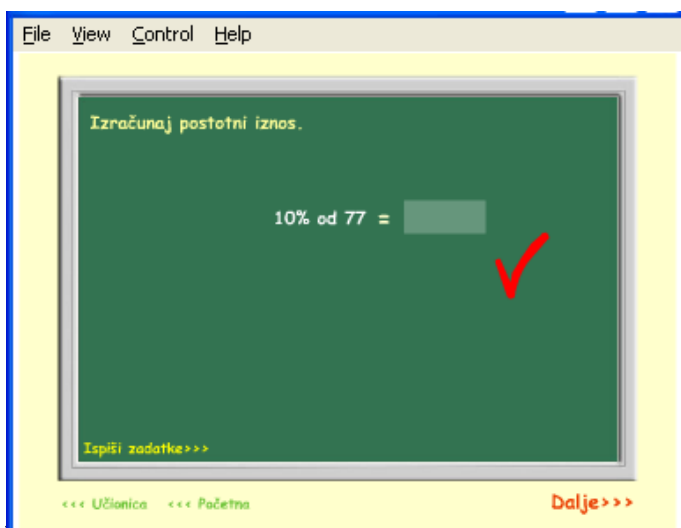 File View Control Help
Izračunaj postotni iznos.
10% od 77 =
Ispiši zadatke>>>
<<< Učionica <<< Početna
Dalje>>>